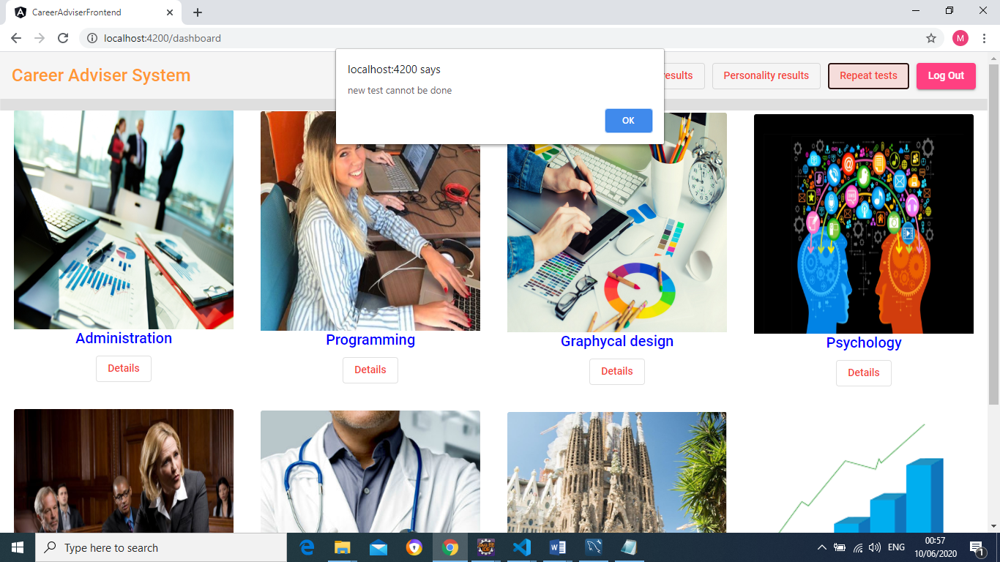 CareerAdviserFrontend
localhost:4200/dashboard
M
Career Adviser System
results
Personality results
Repeat tests
Log Out
localhost:4200 says
new test cannot be done
OK
Administration
Programming
Graphycal design
Psychology
Details
Details
Details
Details
Type here to search
ENG
00:57
10/06/2020
1